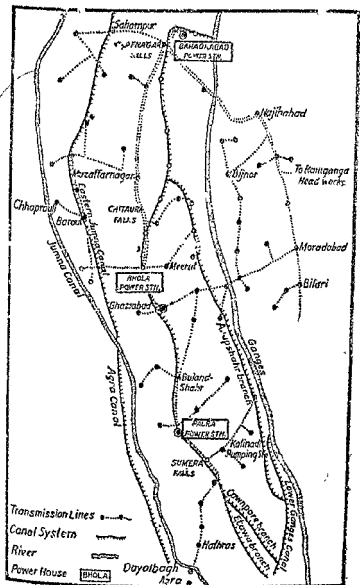 Saharanpur
FALLS
BAHADRABAD
POWER STN.
Najibabad
Muzaffarnagar
Bijnor
To Ramganga
Head Works
Chhaprauli
Baraut
CHITAURA
FALLS
Eastern Jumna Canal
Jumna Canal
Meerut
Moradabad
BHOLA
POWER STN.
Bilari
Ghaziabad
Anupshahr branch
Ganges
Agra Canal
Buland-
Shahr
PALRA
POWER STN.
Kalinadi
Pumping Stn
SUMERA
FALLS
Cawnpore branch
Etawa branch
Lower Ganges Canal
Transmission Lines
Canal System
River
Power House BHOLA
Hathras
Dayalbagh
Agra